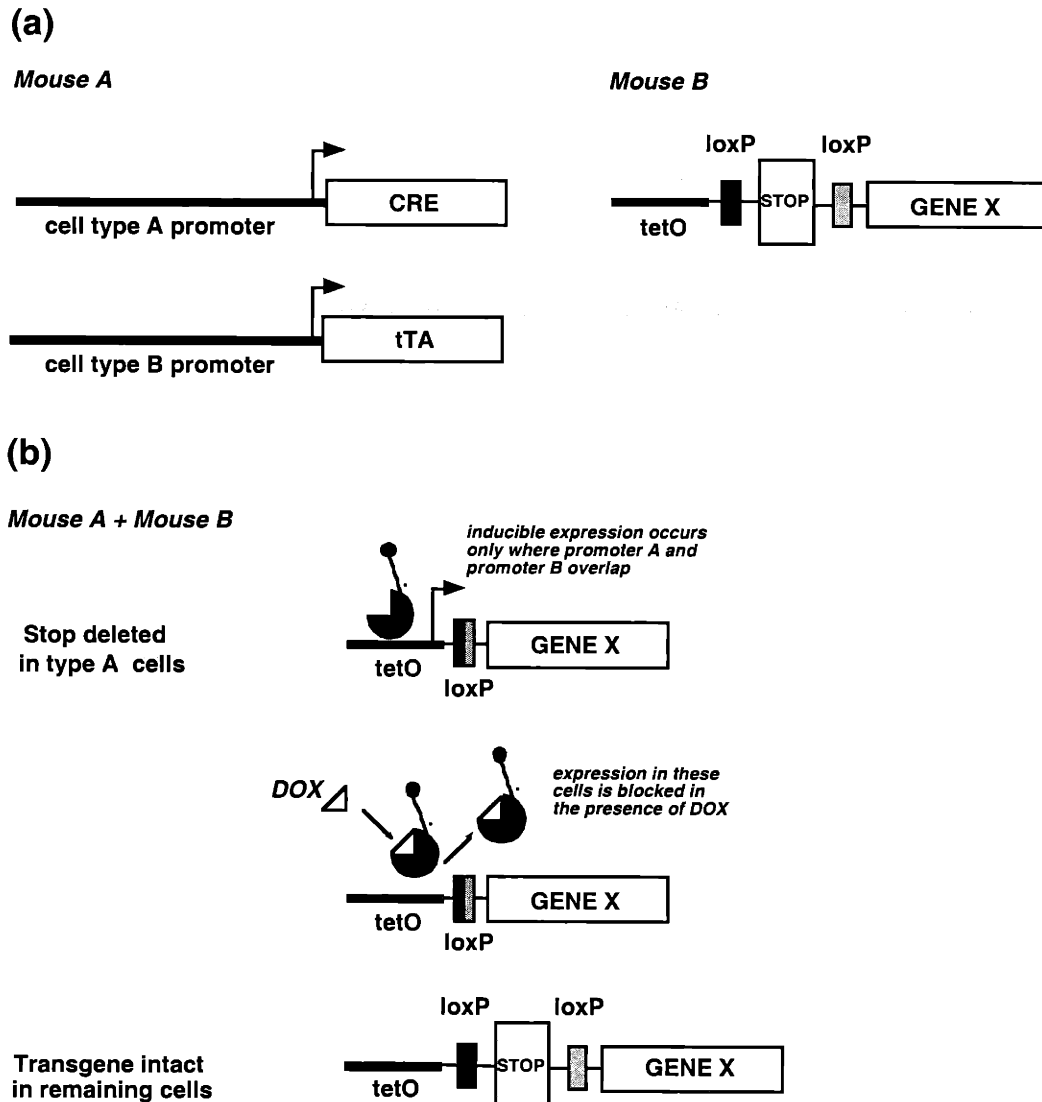 (a)
Mouse A
Mouse B
loxP
loxP
CRE
STOP
GENE X
cell type A promoter
tetO
tTA
cell type B promoter
(b)
Mouse A + Mouse B
inducible expression occurs
only where promoter A and
promoter B overlap
Stop deleted
in type A cells
GENE X
tetO
loxP
DOX
expression in these
cells is blocked in
the presence of DOX
GENE X
tetO
loxP
loxP
loxP
Transgene intact
in remaining cells
STOP
GENE X
tetO